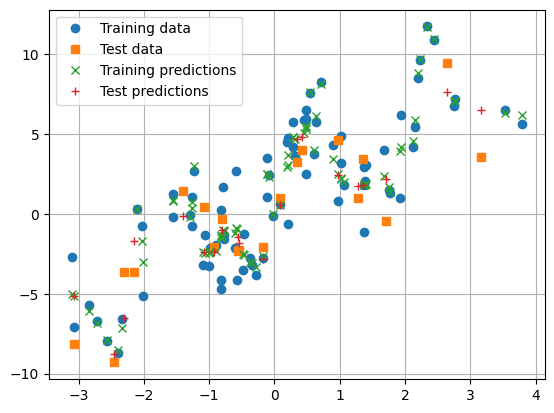 Training data
Test data
Training predictions
Test predictions
10
5
0
−5
−10
−3 −2 −1 0 1 2 3 4